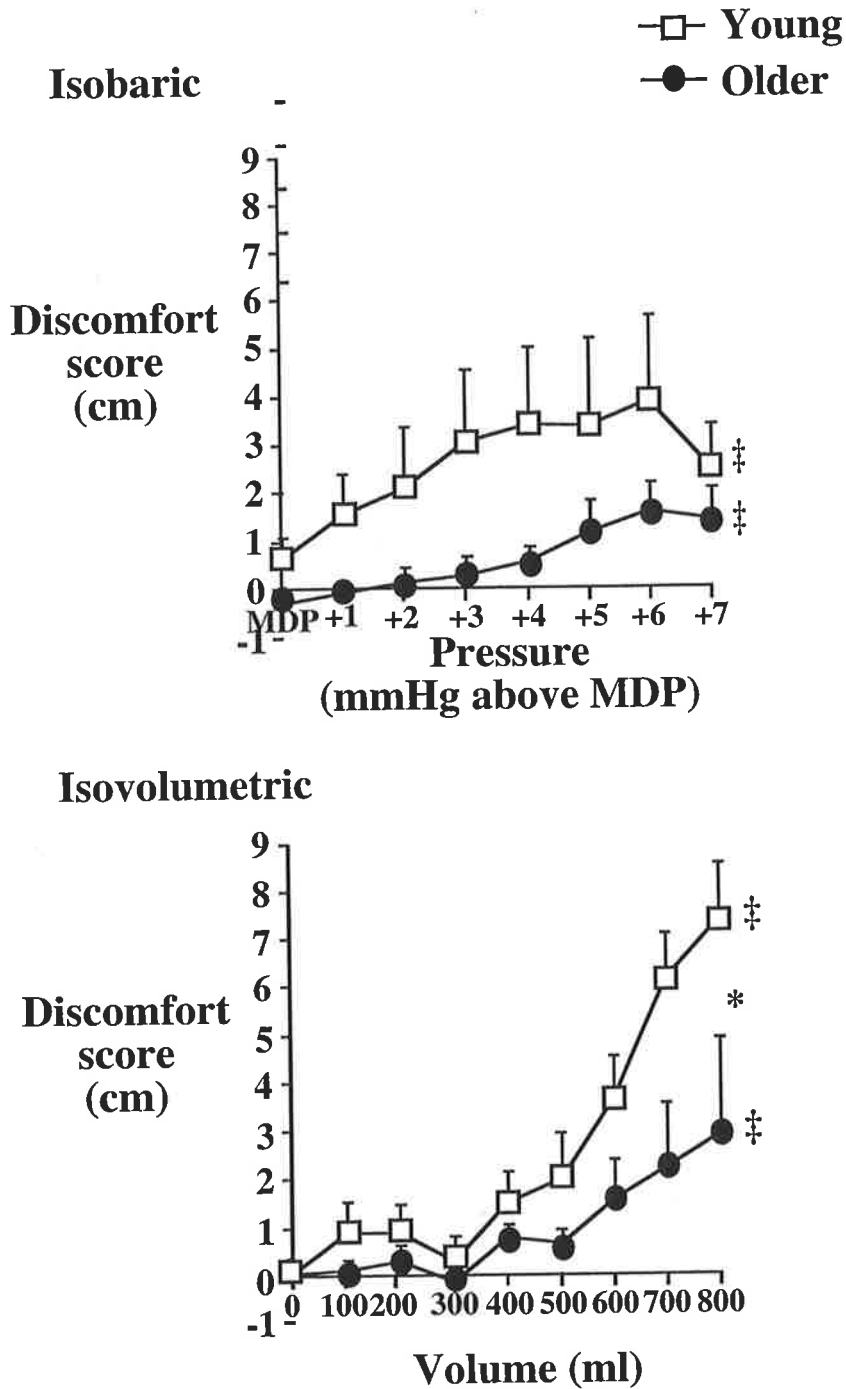 Young
Older
Isobaric
9
8
7
6
5
4
3
2
1
0
-1
Discomfort
score
(cm)
‡
‡
MDP +1 +2 +3 +4 +5 +6 +7
Pressure
(mmHg above MDP)
Isovolumetric
9
8
7
6
5
4
3
2
1
0
-1
Discomfort
score
(cm)
‡
*
‡
0 100 200 300 400 500 600 700 800
Volume (ml)